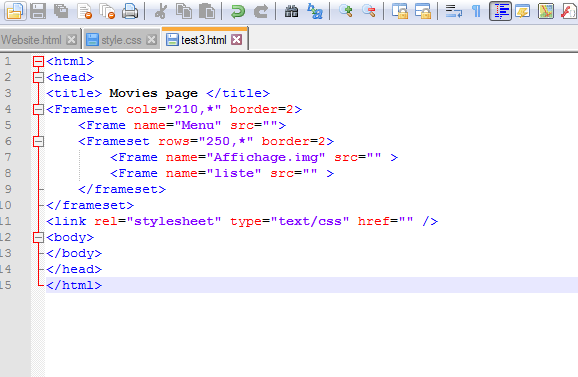 Website.html style.css test3.html
1 <html>
2 <head>
3 <title> Movies page </title>
4 <Frameset cols="210,*" border=2>
5 <Frame name="Menu" src="">
6 <Frameset rows="250,*" border=2>
7 <Frame name="Affichage.img" src="" >
8 <Frame name="liste" src="" >
9 </frameset>
10 </frameset>
11 <link rel="stylesheet" type="text/css" href="" />
12 <body>
13 </body>
14 </head>
15 </html>